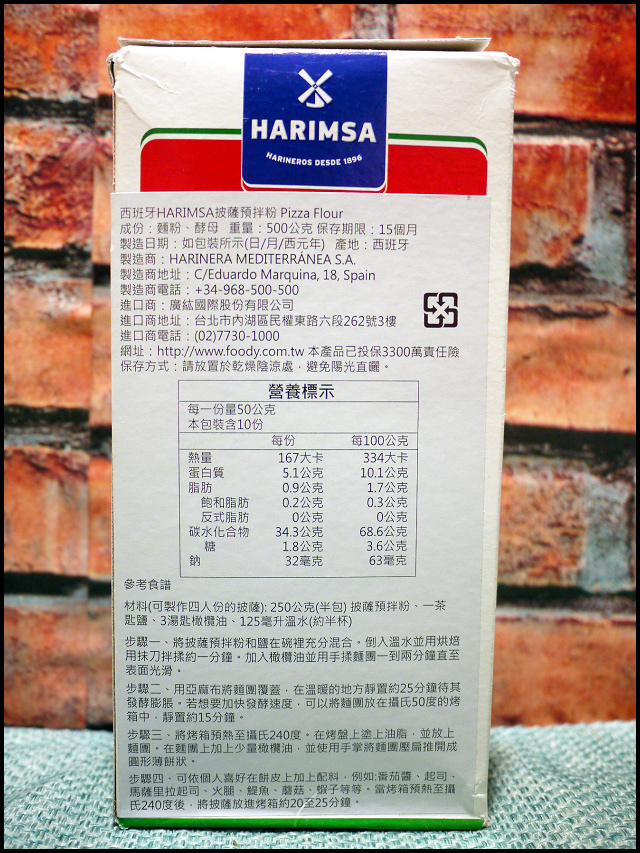 HARIMSA
HARINEROS DESDE 1896
西班牙HARIMSA披薩預拌粉 Pizza Flour
成份：麵粉、酵母 重量：500公克 保存期限：15個月
製造日期：如包裝所示(日/月/西元年) 產地：西班牙
製造商：HARINERA MEDITERRÁNEA S.A.
製造商地址：C/Eduardo Marquina, 18, Spain
製造商電話：+34-968-500-500
進口商：廣紘國際股份有限公司
進口商地址：台北市內湖區民權東路六段262號3樓
進口商電話：(02)7730-1000
網址：http://www.foody.com.tw 本產品已投保3300萬責任險
保存方式：請放置於乾燥陰涼處，避免陽光直曬。
營養標示
每一份量50公克
本包裝含10份
每份 每100公克
熱量 167大卡 334大卡
蛋白質 5.1公克 10.1公克
脂肪 0.9公克 1.7公克
飽和脂肪 0.2公克 0.3公克
反式脂肪 0公克 0公克
碳水化合物 34.3公克 68.6公克
糖 1.8公克 3.6公克
鈉 32毫克 63毫克
參考食譜
材料(可製作四人份的披薩): 250公克(半包) 披薩預拌粉、一茶
匙鹽、3湯匙橄欖油、125毫升溫水(約半杯)
步驟一、將披薩預拌粉和鹽在碗裡充分混合。倒入溫水並用烘焙
用抹刀拌揉約一分鐘。加入橄欖油並用手揉麵團一到兩分鐘直至
表面光滑。
步驟二、用亞麻布將麵團覆蓋，在溫暖的地方靜置約25分鐘待其
發酵膨脹。若想要加快發酵速度，可以將麵團放在攝氏50度的烤
箱中，靜置約15分鐘。
步驟三、將烤箱預熱至攝氏240度。在烤盤上塗上油脂，並放上
麵團。在麵團上加上少量橄欖油，並使用手掌將麵團壓扁推開成
圓形薄餅狀。
步驟四、可依個人喜好在餅皮上加上配料，例如:番茄醬、起司、
馬薩里拉起司、火腿、鯷魚、蘑菇、蝦子等等。當烤箱預熱至攝
氏240度後，將披薩放進烤箱約20至25分鐘。